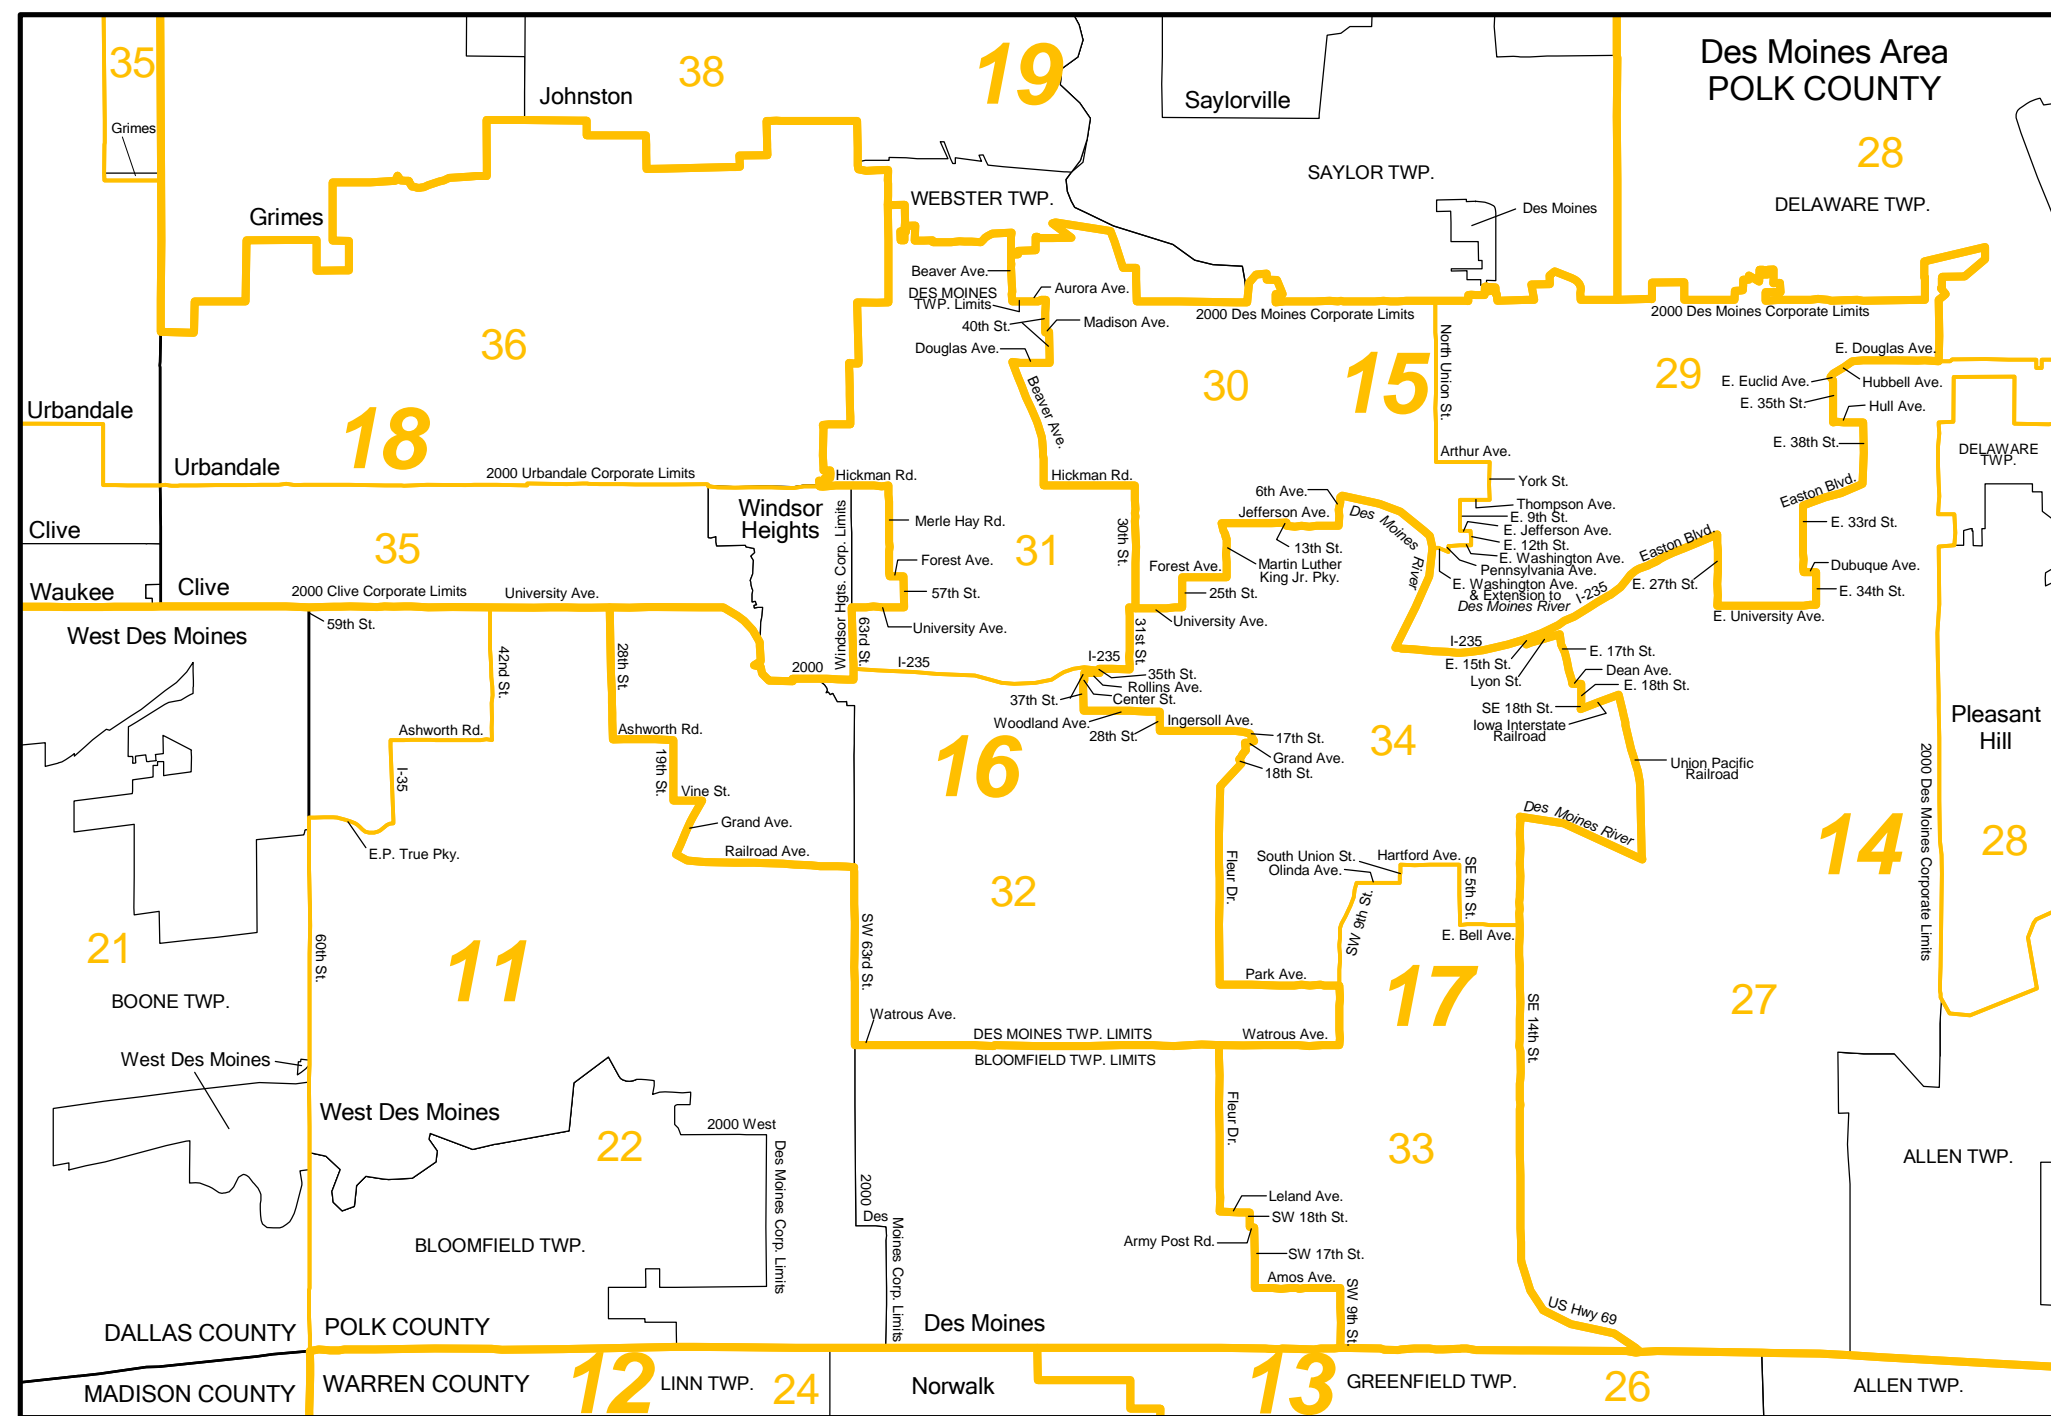 35
38
19
Des Moines Area
POLK COUNTY
Johnston
Saylorville
Grimes
28
SAYLOR TWP.
WEBSTER TWP.
DELAWARE TWP.
Des Moines
Grimes
Beaver Ave.
DES MOINES
TWP. Limits
Aurora Ave.
2000 Des Moines Corporate Limits
2000 Des Moines Corporate Limits
40th St.
Madison Ave.
Douglas Ave.
36
30
15
North Union St.
29
E. Douglas Ave.
E. Euclid Ave.
Hubbell Ave.
E. 35th St.
Hull Ave.
E. 38th St.
Beaver Ave.
Urbandale
18
Urbandale
2000 Urbandale Corporate Limits
Hickman Rd.
Hickman Rd.
Arthur Ave.
DELAWARE
TWP.
York St.
Easton Blvd.
6th Ave.
Windsor
Heights
Windsor Hgts. Corp. Limits
Merle Hay Rd.
30th St.
Jefferson Ave.
Des Moines
River
Thompson Ave.
E. 9th St.
E. Jefferson Ave.
E. 12th St.
E. Washington Ave.
Pennsylvania Ave.
E. Washington Ave.
& Extension to
Des Moines River
E. 33rd St.
Easton Blvd.
Clive
35
31
13th St.
Martin Luther
King Jr. Pky.
Forest Ave.
Forest Ave.
I-235
E. 27th St.
Dubuque Ave.
E. 34th St.
Waukee
Clive
2000 Clive Corporate Limits
University Ave.
57th St.
25th St.
E. University Ave.
West Des Moines
59th St.
University Ave.
University Ave.
42nd St.
28th St.
63rd St.
31st St.
2000
I-235
I-235
I-235
35th St.
Rollins Ave.
37th St.
Center St.
E. 15th St.
Lyon St.
E. 17th St.
Dean Ave.
E. 18th St.
SE 18th St.
Iowa Interstate
Railroad
Woodland Ave.
28th St.
Ingersoll Ave.
17th St.
Grand Ave.
18th St.
Ashworth Rd.
Ashworth Rd.
34
Pleasant
Hill
16
I-35
19th St.
Vine St.
Union Pacific
Railroad
2000 Des Moines Corporate Limits
Grand Ave.
Des Moines River
14
28
E.P. True Pky.
Railroad Ave.
South Union St.
Olinda Ave.
Hartford Ave.
Fleur Dr.
SE 5th St.
32
SW 9th St.
E. Bell Ave.
21
60th St.
11
SW 63rd St.
Park Ave.
17
27
BOONE TWP.
SE 14th St.
Watrous Ave.
DES MOINES TWP. LIMITS
Watrous Ave.
West Des Moines
BLOOMFIELD TWP. LIMITS
West Des Moines
Fleur Dr.
2000 West
Des Moines Corp. Limits
22
33
ALLEN TWP.
2000
Des
Moines Corp. Limits
Leland Ave.
SW 18th St.
Army Post Rd.
SW 17th St.
BLOOMFIELD TWP.
Amos Ave.
SW 9th St.
US Hwy 69
DALLAS COUNTY
POLK COUNTY
Des Moines
MADISON COUNTY
WARREN COUNTY
12
LINN TWP.
24
Norwalk
13
GREENFIELD TWP.
26
ALLEN TWP.